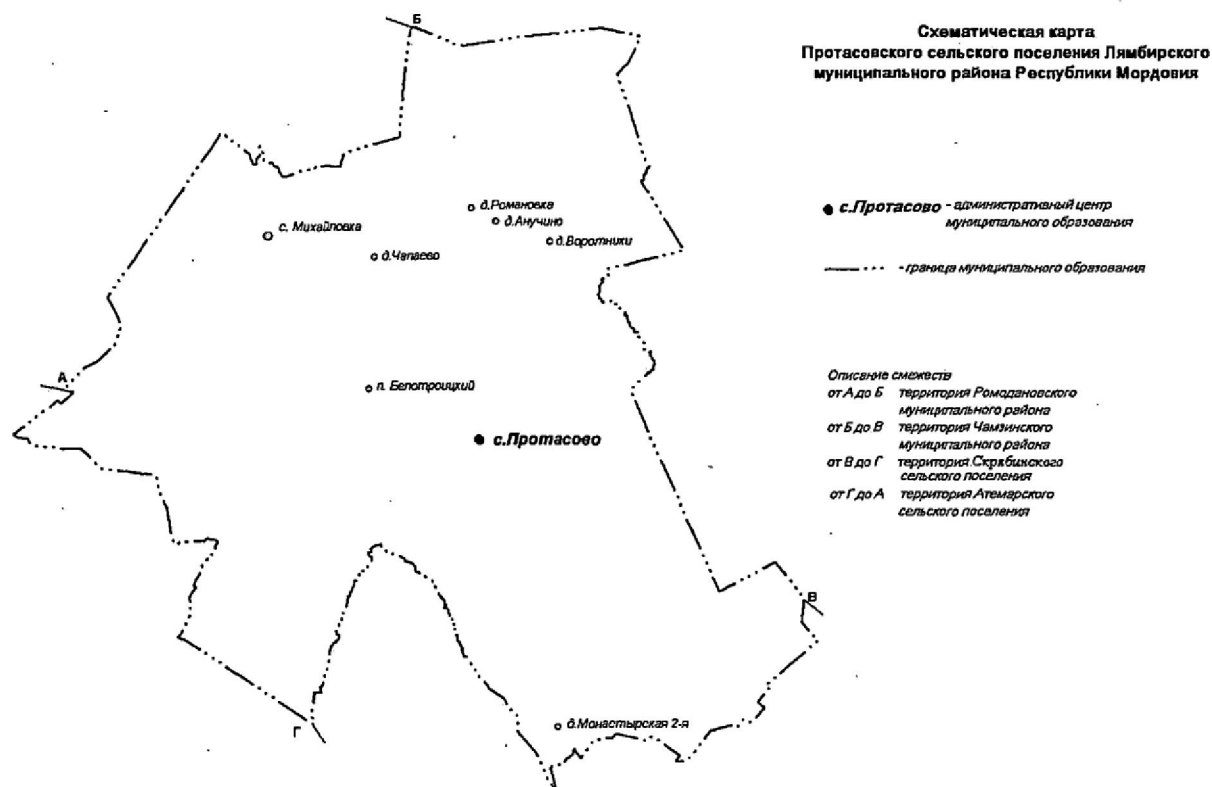 Схематическая карта
Протасовского сельского поселения Лямбирского
муниципального района Республики Мордовия
Б
д.Романовка
д.Анучино
с. Михайловка
д.Воротники
д.Чапаево
с.Протасово - административный центр
муниципального образования
- граница муниципального образования
А
п. Белотроицкий
с.Протасово
Описание смежеств
от А до Б территория Ромодановского
муниципального района
от Б до В территория Чамзинского
муниципального района
от В до Г территория Скрябинского
сельского поселения
от Г до А территория Атемарского
сельского поселения
В
Г
д.Монастырская 2-я